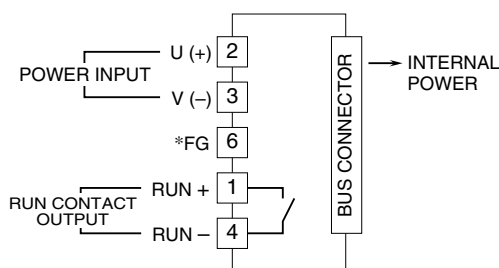 U (+) 2
POWER INPUT
V (–) 3
*FG 6
RUN + 1
RUN CONTACT
OUTPUT
RUN – 4
BUS CONNECTOR
INTERNAL
POWER